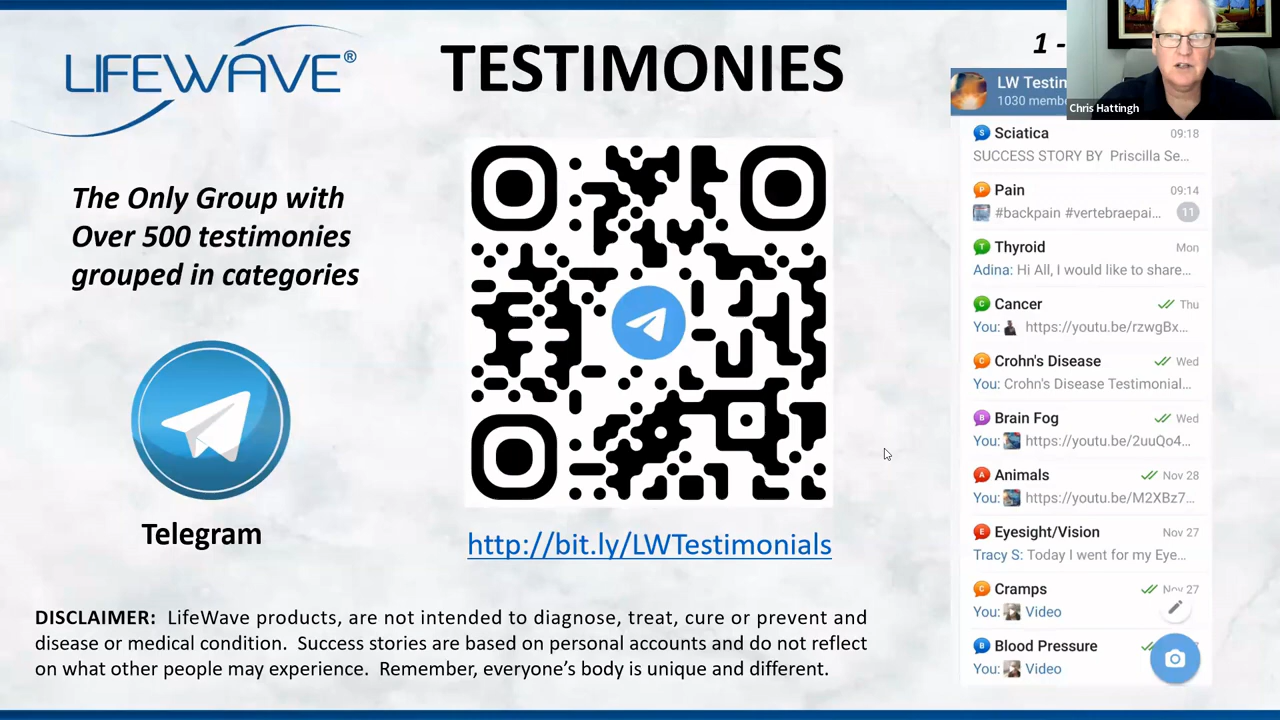 LIFEWAVE®
TESTIMONIES
1 -
Chris Hattingh
The Only Group with
Over 500 testimonies
grouped in categories
Telegram
http://bit.ly/LWTestimonials
DISCLAIMER: LifeWave products, are not intended to diagnose, treat, cure or prevent and
disease or medical condition. Success stories are based on personal accounts and do not reflect
on what other people may experience. Remember, everyone’s body is unique and different.
LW Testim
1030 memb
S Sciatica 09:18
SUCCESS STORY BY Priscilla Se...
P Pain 09:14
#backpain #vertebraepai... 11
T Thyroid Mon
Adina: Hi All, I would like to share...
C Cancer Thu
You: https://youtu.be/rzwgBx...
C Crohn's Disease Wed
You: Crohn's Disease Testimonial...
B Brain Fog Wed
You: https://youtu.be/2uuQo4...
A Animals Nov 28
You: https://youtu.be/M2XBz7...
E Eyesight/Vision Nov 27
Tracy S: Today I went for my Eye...
C Cramps Nov 27
You: Video
B Blood Pressure
You: Video